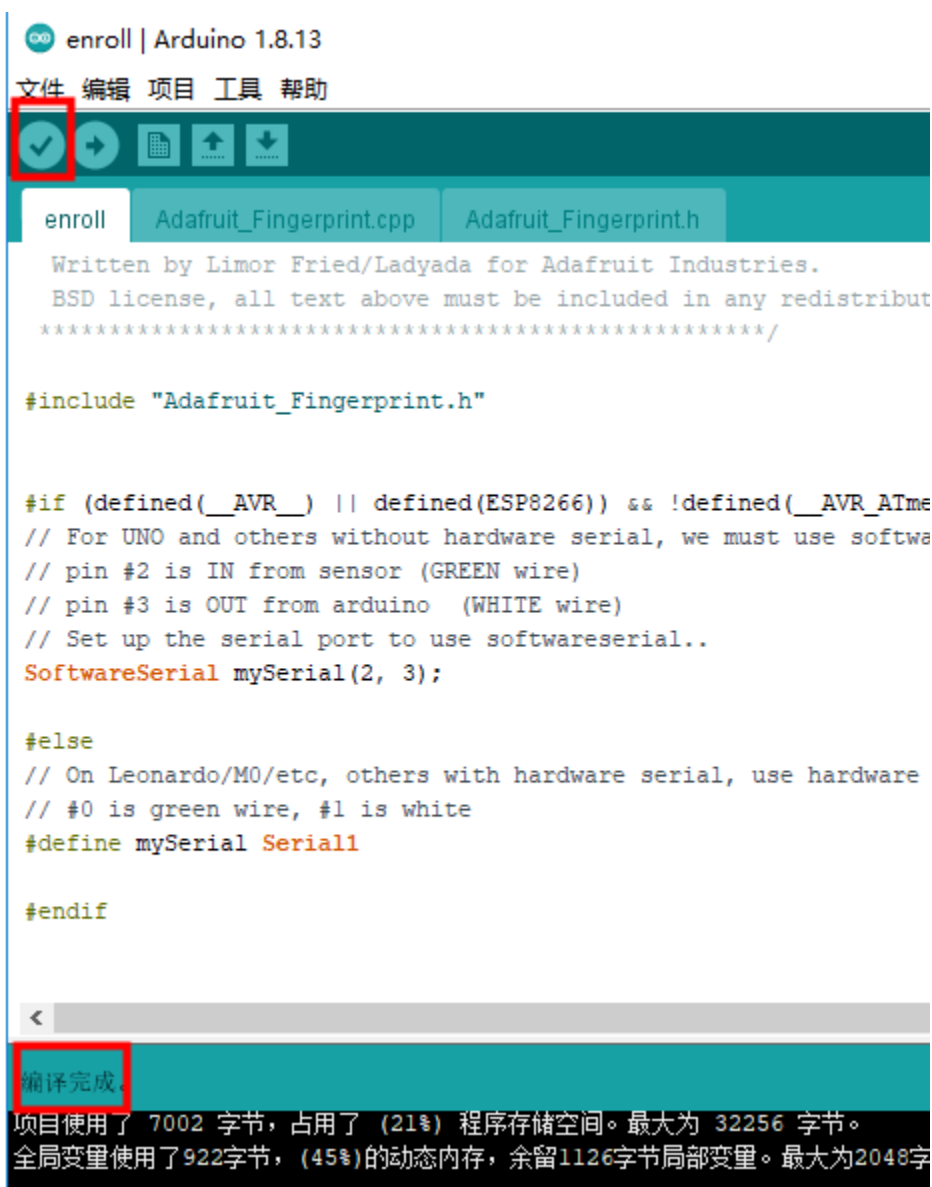 enroll | Arduino 1.8.13
文件 编辑 项目 工具 帮助
enroll Adafruit_Fingerprint.cpp Adafruit_Fingerprint.h
Written by Limor Fried/Ladyada for Adafruit Industries.
BSD license, all text above must be included in any redistribut
****************************************************/
#include "Adafruit_Fingerprint.h"
#if (defined(__AVR__) || defined(ESP8266)) && !defined(__AVR_ATme
// For UNO and others without hardware serial, we must use softwa
// pin #2 is IN from sensor (GREEN wire)
// pin #3 is OUT from arduino  (WHITE wire)
// Set up the serial port to use softwareserial..
SoftwareSerial mySerial(2, 3);
#else
// On Leonardo/M0/etc, others with hardware serial, use hardware
// #0 is green wire, #1 is white
#define mySerial Serial1
#endif
编译完成。
项目使用了 7002 字节，占用了 (21%) 程序存储空间。最大为 32256 字节。
全局变量使用了922字节，(45%)的动态内存，余留1126字节局部变量。最大为2048字